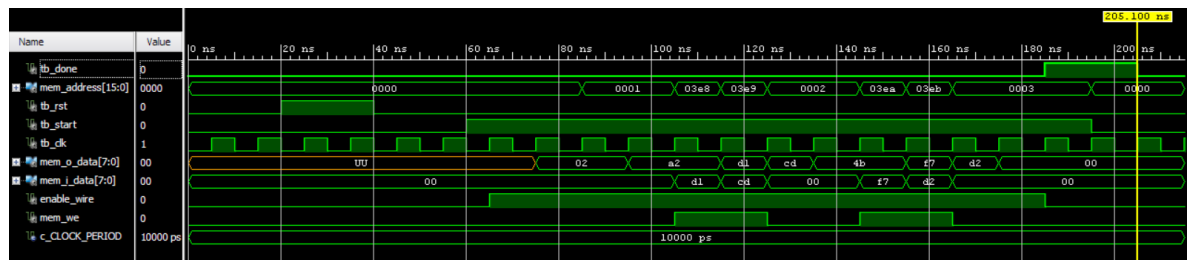 205.100 ns
Name Value |0 ns |20 ns |40 ns |60 ns |80 ns |100 ns |120 ns |140 ns |160 ns |180 ns |200 ns
tb_done 0
mem_address[15:0] 0000 0000 0001 03e8 03e9 0002 03ea 03eb 0003 0000
tb_rst 0
tb_start 0
tb_clk 1
mem_o_data[7:0] 00 UU 02 a2 d1 cd 4b f7 d2 00
mem_i_data[7:0] 00 00 d1 cd 00 f7 d2 00
enable_wire 0
mem_we 0
c_CLOCK_PERIOD 10000 ps 10000 ps